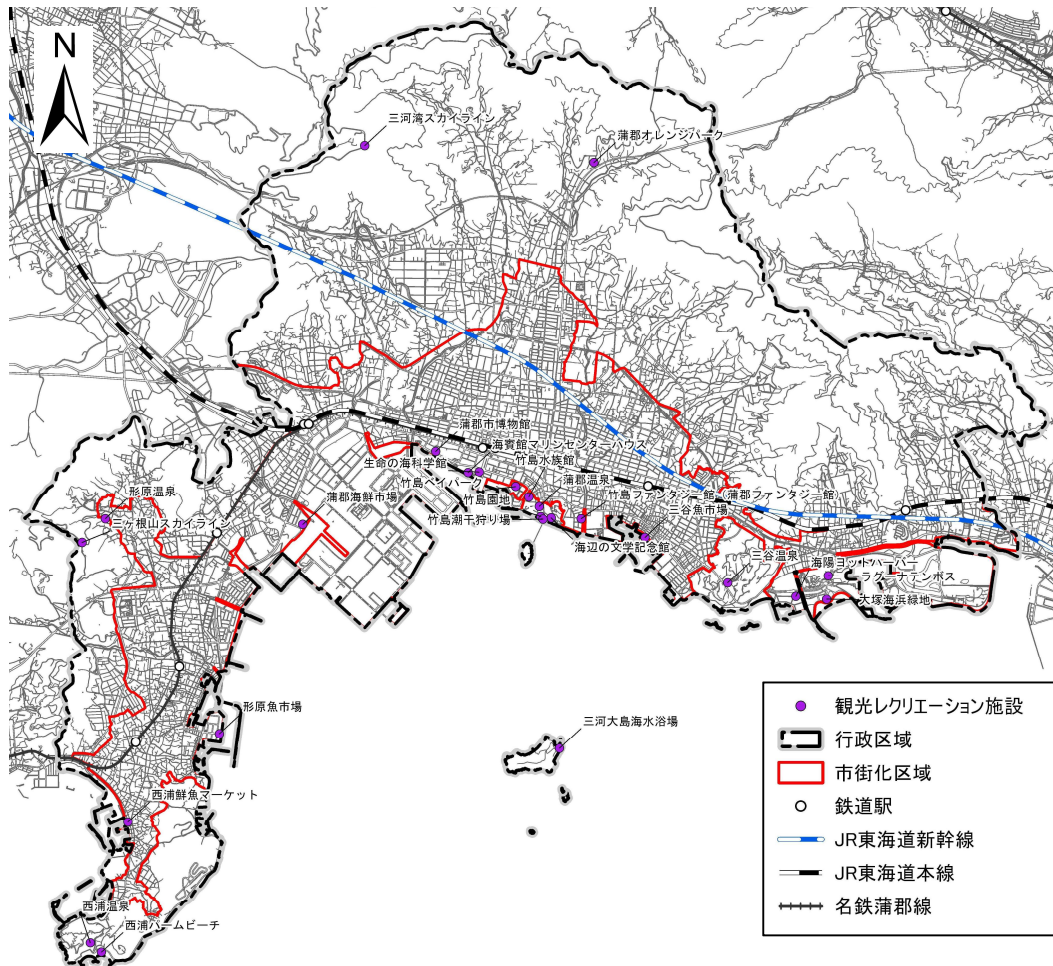 N
三河湾スカイライン
蒲郡オレンジパーク
蒲郡市博物館
海賓館マリンセンターハウス
生命の海科学館
竹島水族館
竹島ベイパーク
蒲郡温泉
形原温泉
蒲郡海鮮市場
竹島園地
竹島ファンタジー館(蒲郡ファンタジー館)
三ヶ根山スカイライン
三谷魚市場
竹島潮干狩り場
海辺の文学記念館
三谷温泉
海陽ヨットハーバー
ラグーナテンボス
大塚海浜緑地
形原魚市場
三河大島海水浴場
西浦鮮魚マーケット
西浦温泉
西浦パームビーチ
観光レクリエーション施設
行政区域
市街化区域
鉄道駅
JR東海道新幹線
JR東海道本線
名鉄蒲郡線